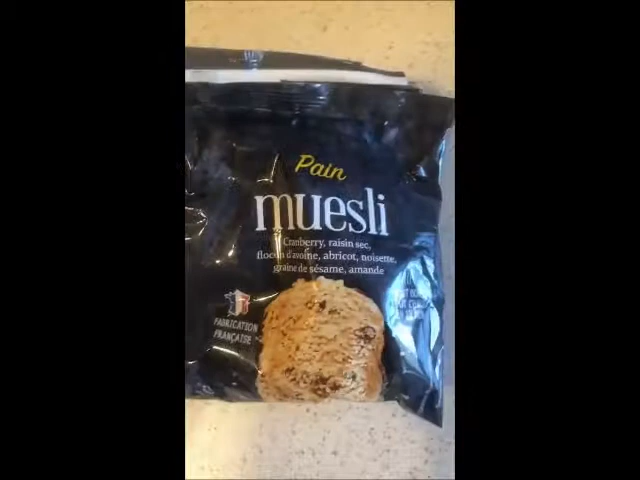 Pain
muesli
Cranberry, raisin sec,
flocon d'avoine, abricot, noisette,
graine de sésame, amande
FABRICATION
FRANÇAISE